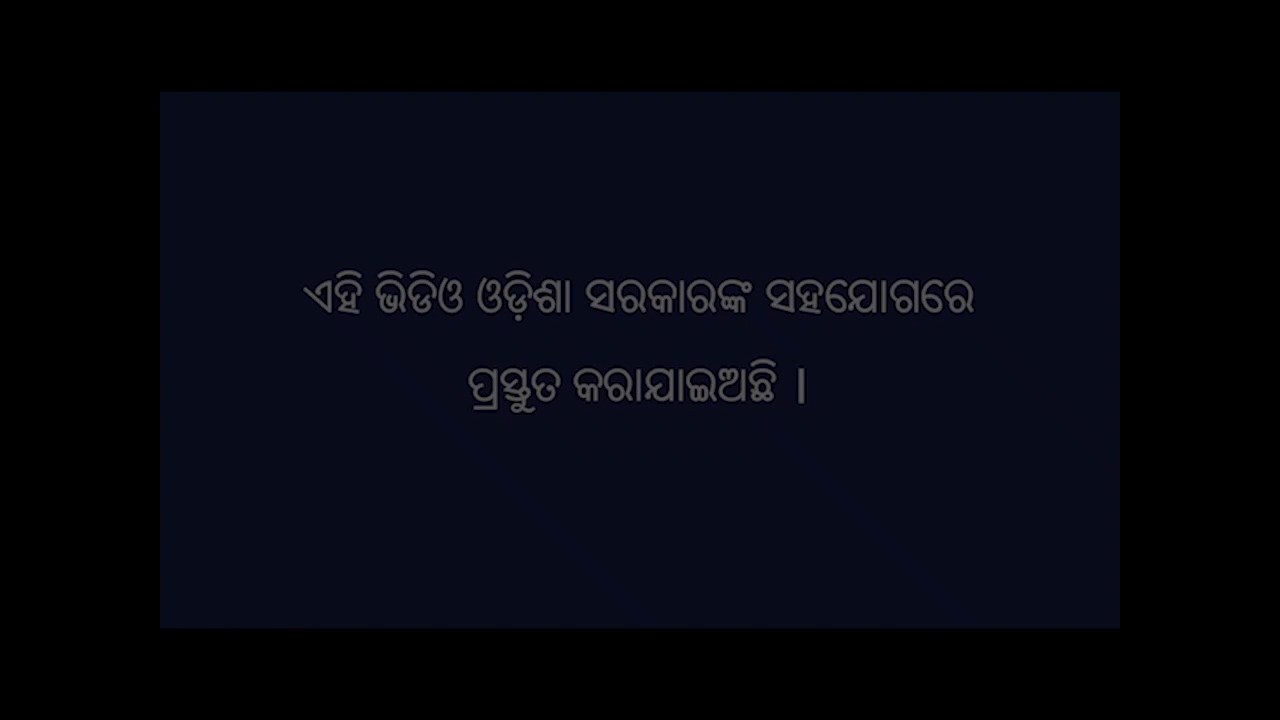 ଏହି ଭିଡିଓ ଓଡ଼ିଶା ସରକାରଙ୍କ ସହଯୋଗରେ
ପ୍ରସ୍ତୁତ କରାଯାଇଅଛି |